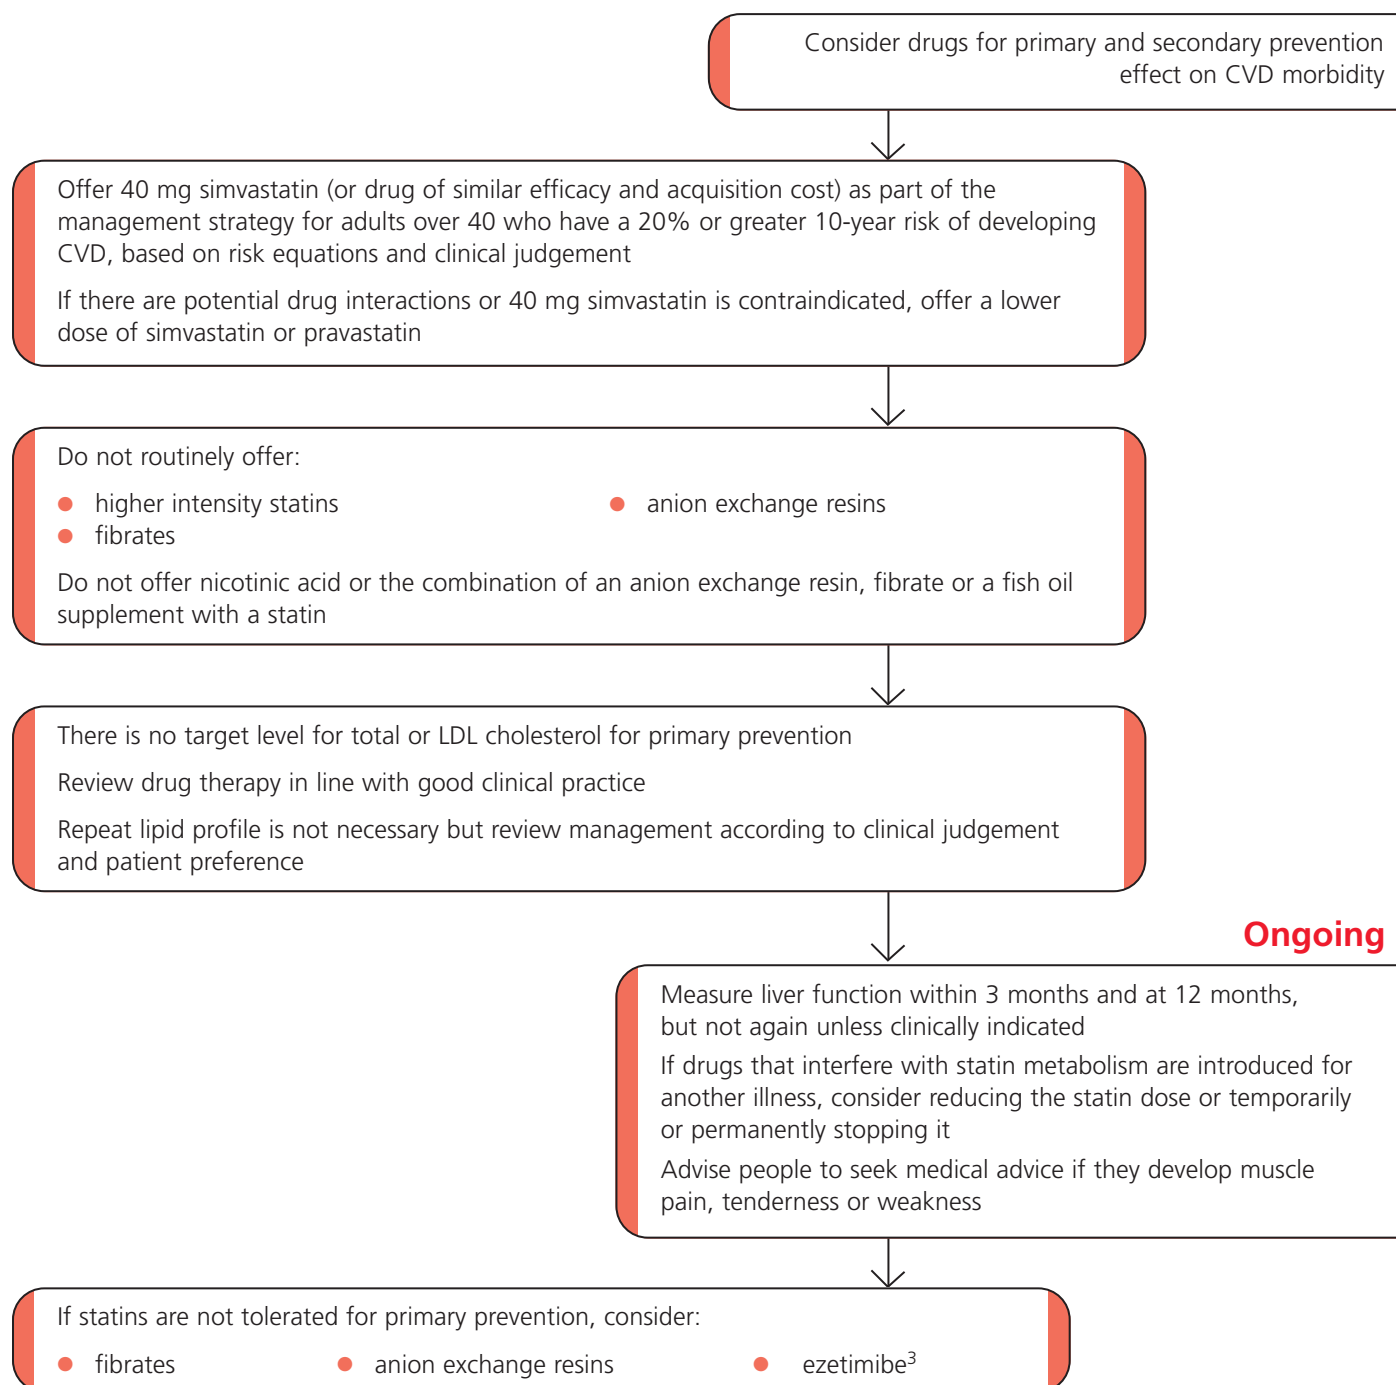 Consider drugs for primary and secondary prevention
effect on CVD morbidity
Offer 40 mg simvastatin (or drug of similar efficacy and acquisition cost) as part of the
management strategy for adults over 40 who have a 20% or greater 10-year risk of developing
CVD, based on risk equations and clinical judgement
If there are potential drug interactions or 40 mg simvastatin is contraindicated, offer a lower
dose of simvastatin or pravastatin
Do not routinely offer:
● higher intensity statins ● anion exchange resins
● fibrates
Do not offer nicotinic acid or the combination of an anion exchange resin, fibrate or a fish oil
supplement with a statin
There is no target level for total or LDL cholesterol for primary prevention
Review drug therapy in line with good clinical practice
Repeat lipid profile is not necessary but review management according to clinical judgement
and patient preference
Ongoing
Measure liver function within 3 months and at 12 months,
but not again unless clinically indicated
If drugs that interfere with statin metabolism are introduced for
another illness, consider reducing the statin dose or temporarily
or permanently stopping it
Advise people to seek medical advice if they develop muscle
pain, tenderness or weakness
If statins are not tolerated for primary prevention, consider:
● fibrates ● anion exchange resins ● ezetimibe³